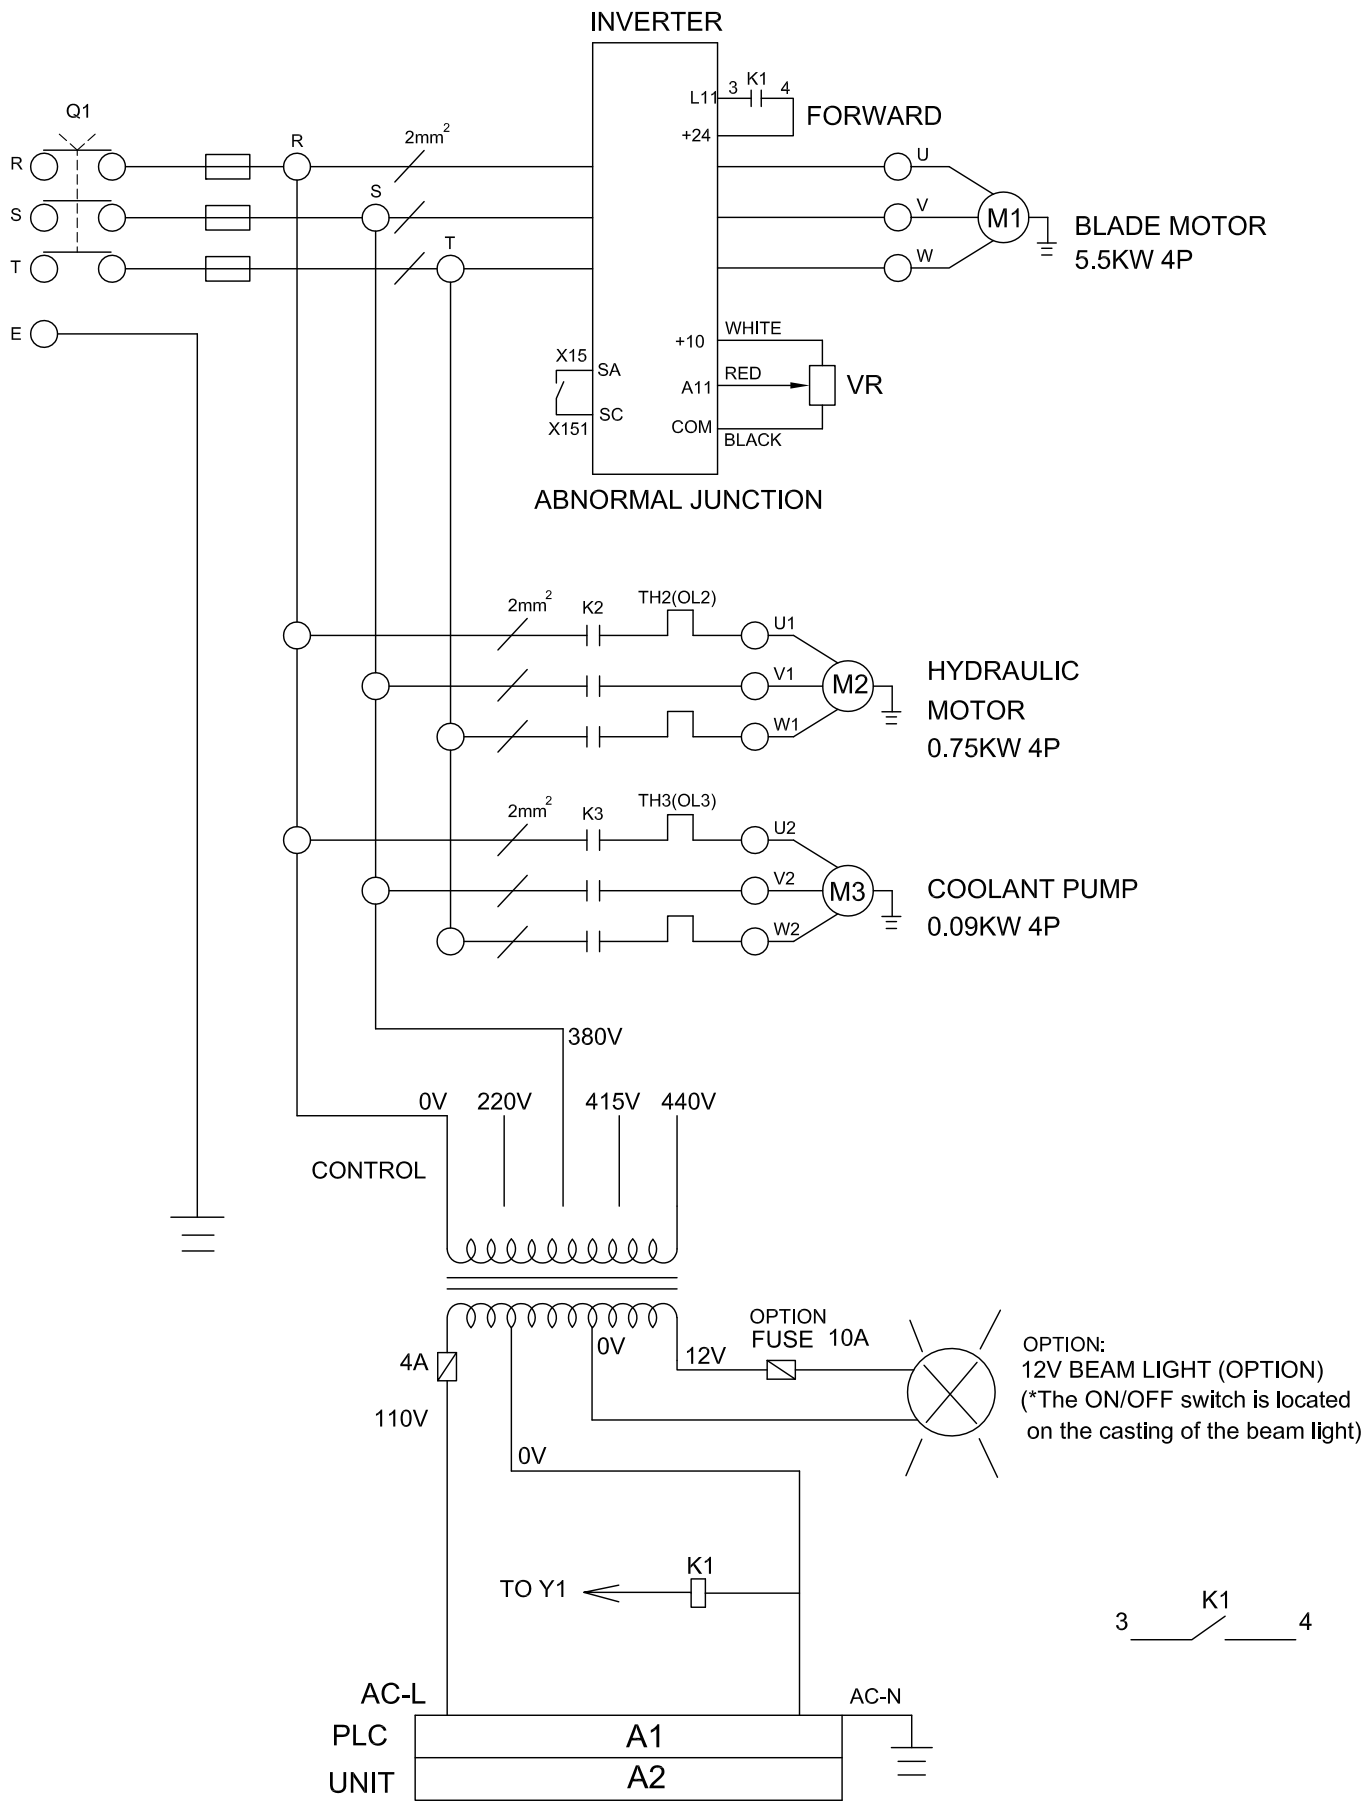 INVERTER
Q1
R
S
T
E
R
S
T
2mm²
L11
3
K1
4
+24
FORWARD
U
V
W
M1
BLADE MOTOR
5.5KW 4P
X15
SA
SC
X151
+10
WHITE
A11
RED
COM
BLACK
VR
ABNORMAL JUNCTION
2mm²
K2
TH2(OL2)
U1
V1
W1
M2
HYDRAULIC
MOTOR
0.75KW 4P
2mm²
K3
TH3(OL3)
U2
V2
W2
M3
COOLANT PUMP
0.09KW 4P
380V
0V
220V
415V
440V
CONTROL
4A
110V
0V
0V
12V
OPTION
FUSE 10A
OPTION:
12V BEAM LIGHT (OPTION)
(*The ON/OFF switch is located
on the casting of the beam light)
TO Y1
K1
3
K1
4
AC-L
AC-N
PLC
A1
UNIT
A2